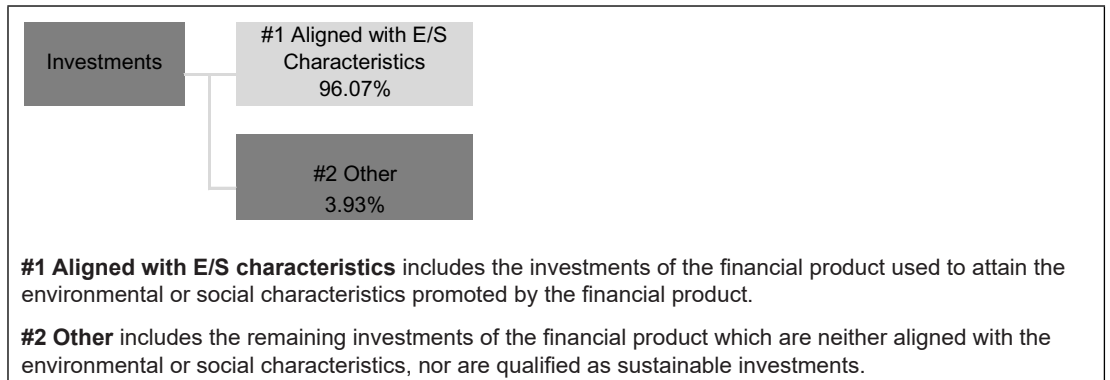 Investments
#1 Aligned with E/S
Characteristics
96.07%
#2 Other
3.93%
#1 Aligned with E/S characteristics includes the investments of the financial product used to attain the
environmental or social characteristics promoted by the financial product.
#2 Other includes the remaining investments of the financial product which are neither aligned with the
environmental or social characteristics, nor are qualified as sustainable investments.